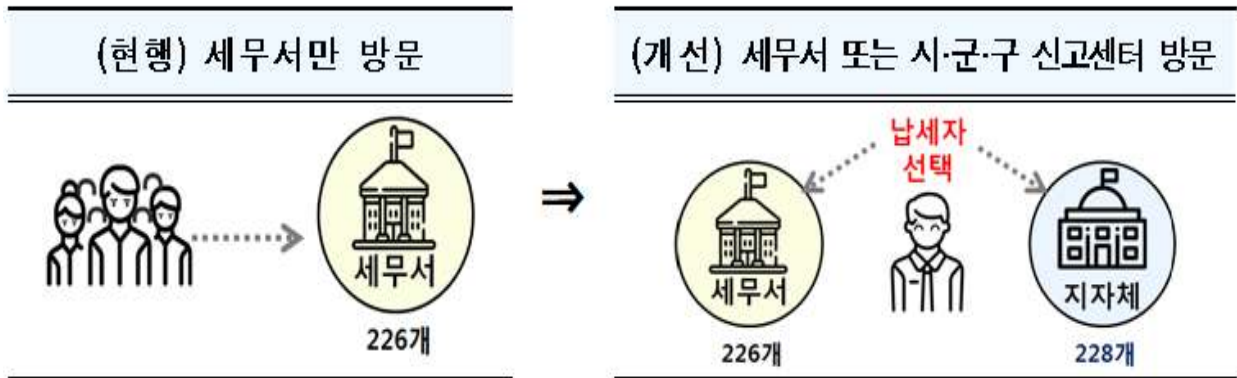 (현행) 세무서만 방문
세무서
226개
⇒
(개선) 세무서 또는 시·군·구 신고센터 방문
납세자
선택
세무서
226개
지자체
228개